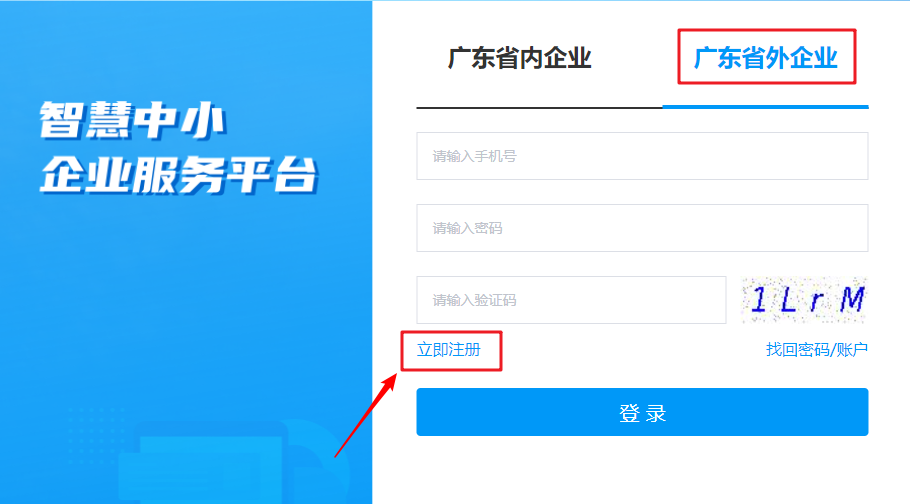 智慧中小
企业服务平台
广东省内企业
广东省外企业
请输入手机号
请输入密码
请输入验证码
1LrM
立即注册
找回密码/账户
登录